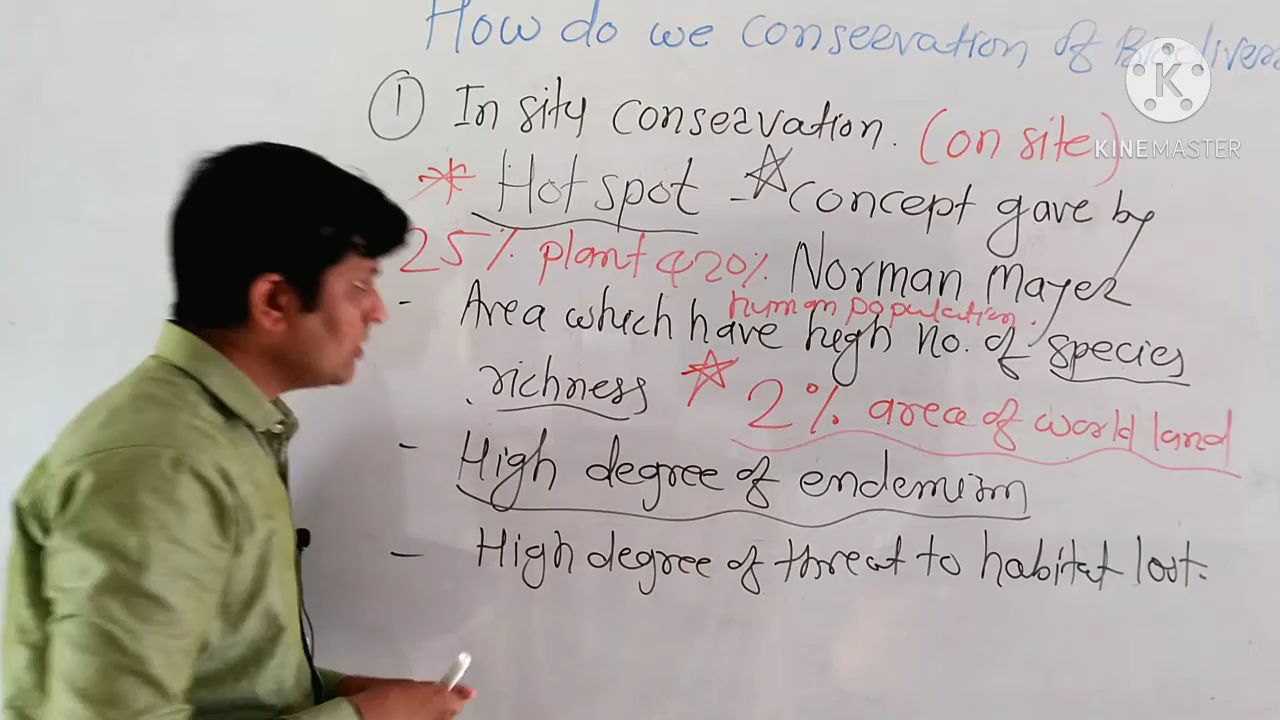 How do we conseevation of Biodivers
① In sity conservation. (on site)
* Hot spot - ☆ concept gave by
25% plant & 20% Norman Mayer
human population.
- Area which have high No. of species
richness ☆ 2% area of world land
- High degree of endemism
- High degree of threat to habitat lost.
K
KINEMASTER